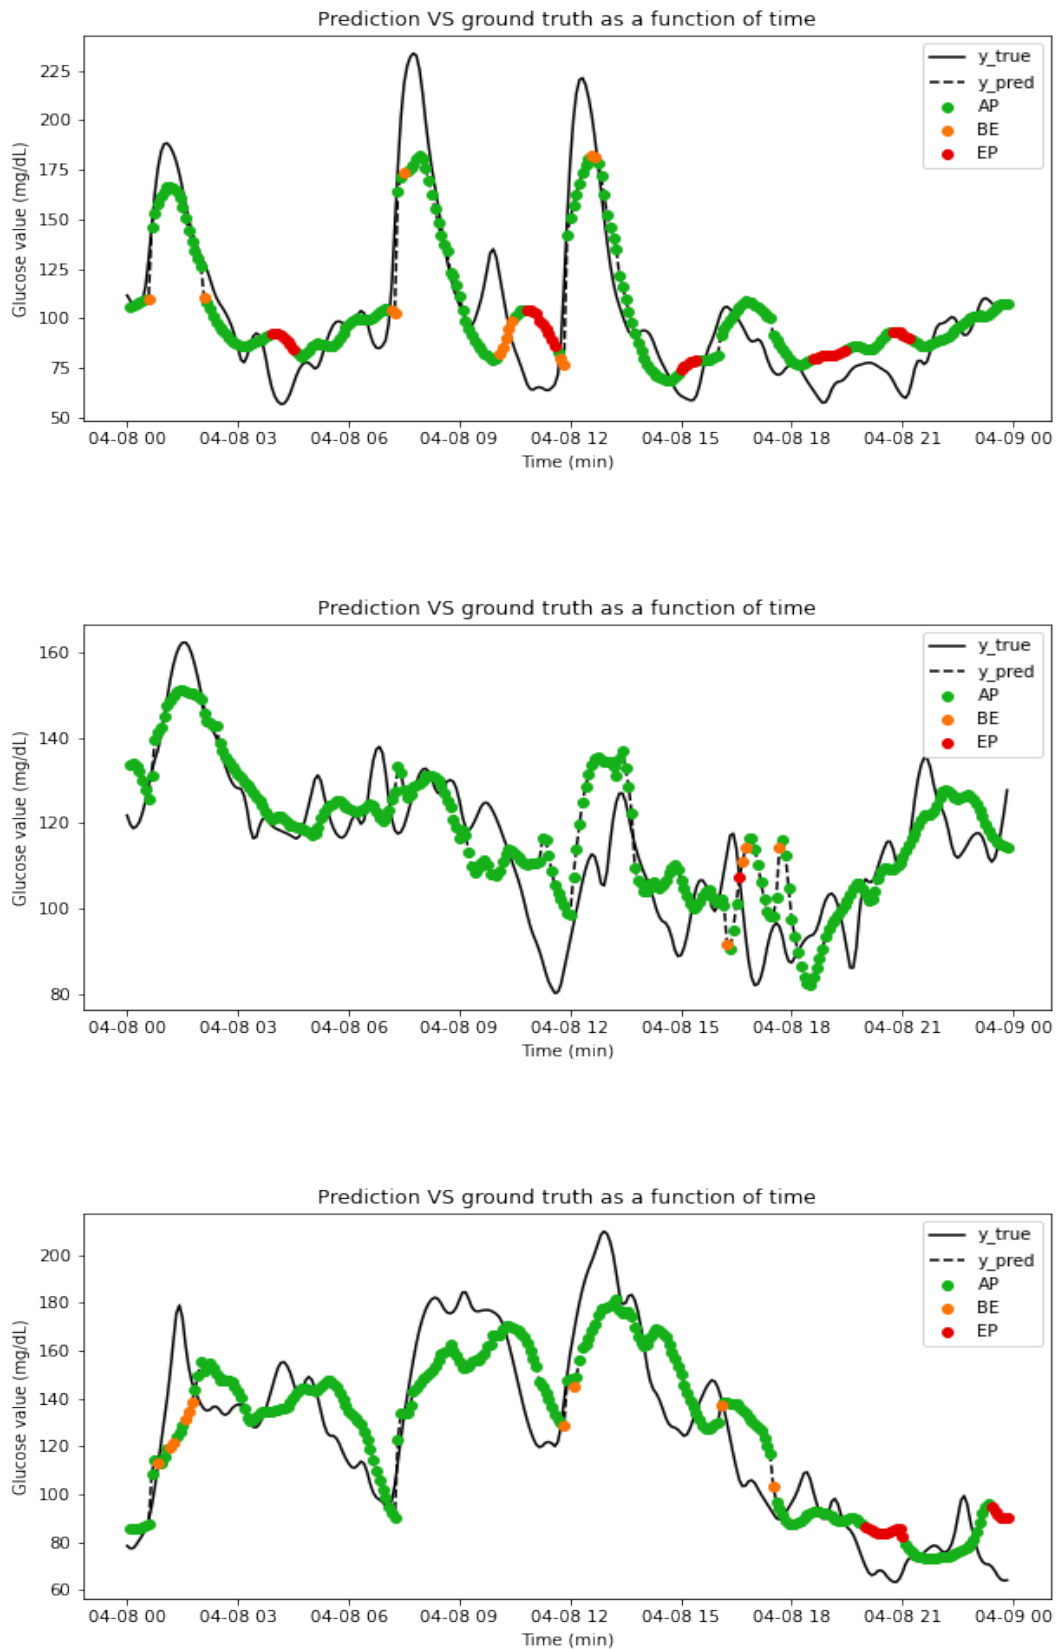 Prediction VS ground truth as a function of time
Glucose value (mg/dL)
225
200
175
150
125
100
75
50
y_true
y_pred
AP
BE
EP
04-08 00 04-08 03 04-08 06 04-08 09 04-08 12 04-08 15 04-08 18 04-08 21 04-09 00
Time (min)
Prediction VS ground truth as a function of time
Glucose value (mg/dL)
160
140
120
100
80
y_true
y_pred
AP
BE
EP
04-08 00 04-08 03 04-08 06 04-08 09 04-08 12 04-08 15 04-08 18 04-08 21 04-09 00
Time (min)
Prediction VS ground truth as a function of time
Glucose value (mg/dL)
200
180
160
140
120
100
80
60
y_true
y_pred
AP
BE
EP
04-08 00 04-08 03 04-08 06 04-08 09 04-08 12 04-08 15 04-08 18 04-08 21 04-09 00
Time (min)